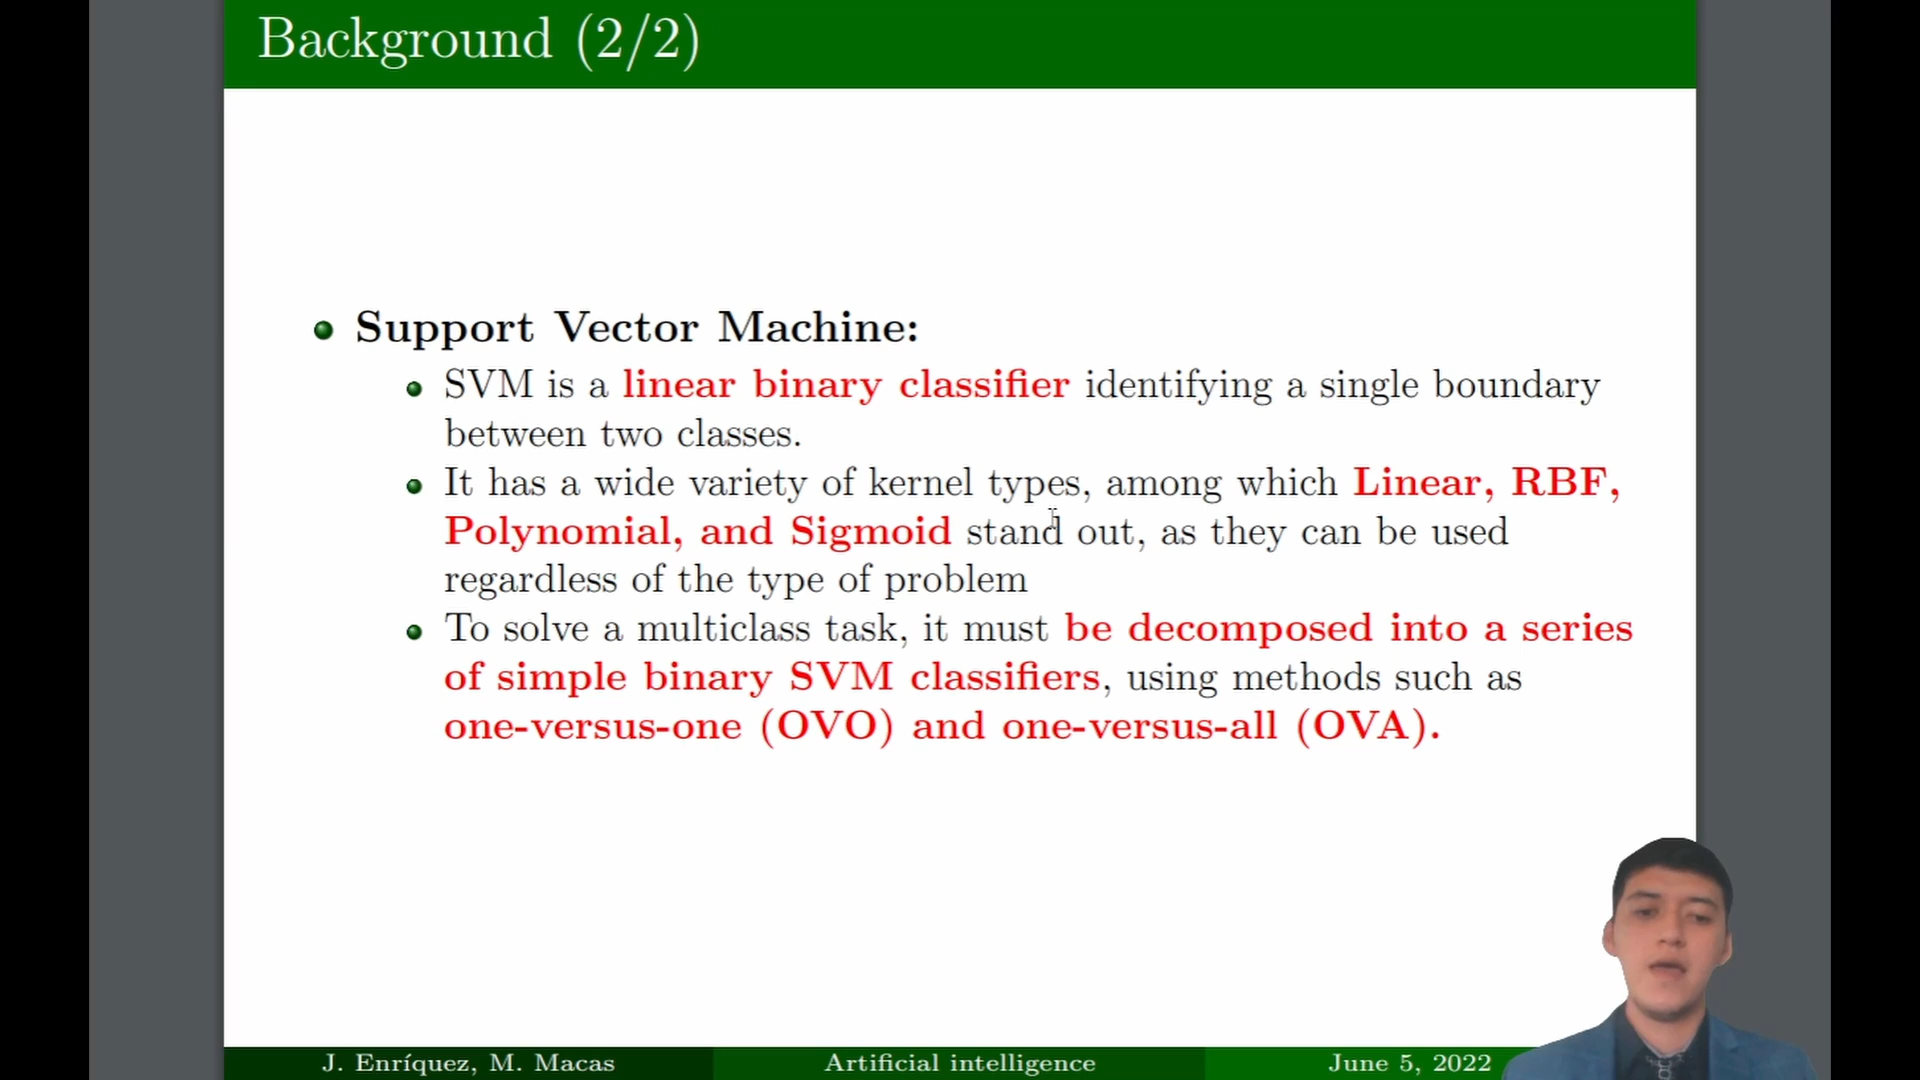 Background (2/2)
Support Vector Machine:
SVM is a linear binary classifier identifying a single boundary
between two classes.
It has a wide variety of kernel types, among which Linear, RBF,
Polynomial, and Sigmoid stand out, as they can be used
regardless of the type of problem
To solve a multiclass task, it must be decomposed into a series
of simple binary SVM classifiers, using methods such as
one-versus-one (OVO) and one-versus-all (OVA).
J. Enríquez, M. Macas Artificial intelligence June 5, 2022